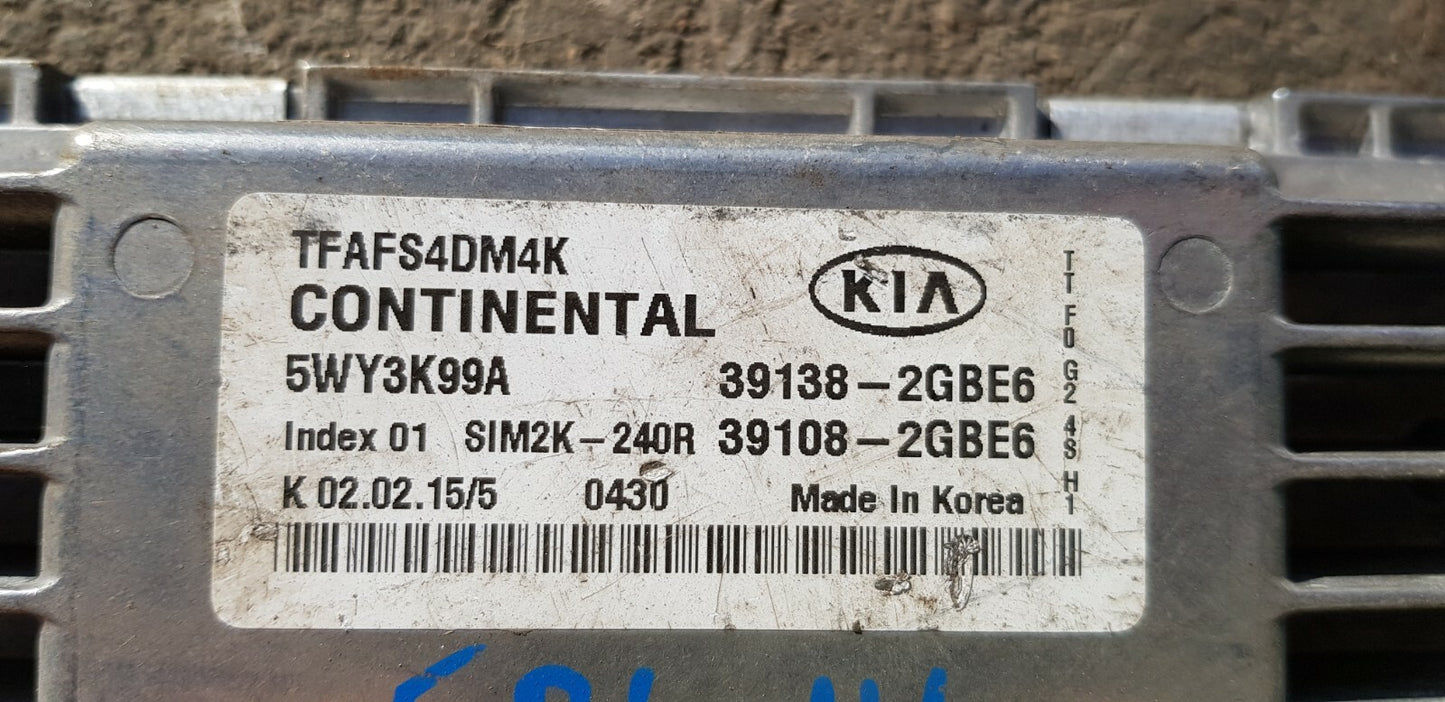 TFAFS4DM4K
CONTINENTAL
KIA
5WY3K99A 39138-2GBE6
Index 01 SIM2K-240R 39108-2GBE6
K 02.02.15/5 0430 Made In Korea
TT F0 G2 4S H1